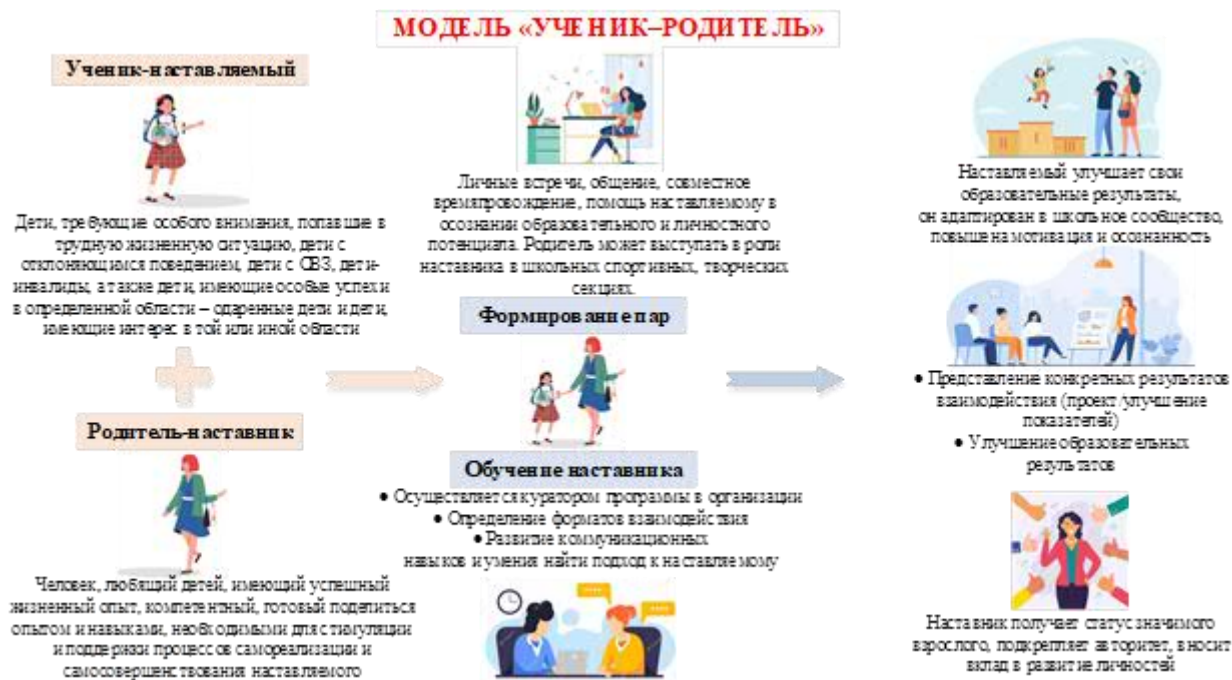 МОДЕЛЬ «УЧЕНИК–РОДИТЕЛЬ»
Ученик-наставляемый
Дети, требующие особого внимания, попавшие в
трудную жизненную ситуацию, дети с
отклоняющимся поведением, дети с ОВЗ, дети-
инвалиды, а также дети, имеющие особые успехи
в определенной области – одаренные дети и дети,
имеющие интерес в той или иной области
Родитель-наставник
Человек, любящий детей, имеющий успешный
жизненный опыт, компетентный, готовый поделиться
опытом и навыками, необходимыми для стимуляции
и поддержки процессов самореализации и
самосовершенствования наставляемого
Личные встречи, общение, совместное
времяпровождение, помощь наставляемому в
осознании образовательного и личностного
потенциала. Родитель может выступать в роли
наставника в школьных спортивных, творческих
секциях.
Формирование пар
Обучение наставника
● Осуществляется куратором программы в организации
● Определение форматов взаимодействия
● Развитие коммуникационных
навыков и умения найти подход к наставляемому
Наставляемый улучшает свои
образовательные результаты,
он адаптирован в школьное сообщество,
повышена мотивация и осознанность
● Представление конкретных результатов
взаимодействия (проект/улучшение
показателей)
● Улучшение образовательных
результатов
Наставник получает статус значимого
взрослого, подкрепляет авторитет, вносит
вклад в развитие личностей